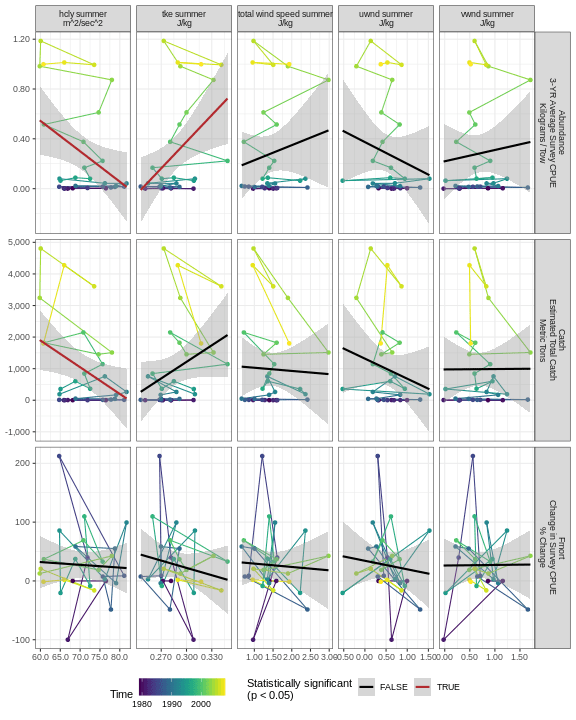 hcly summer
m^2/sec^2
tke summer
J/kg
total wind speed summer
J/kg
uwnd summer
J/kg
vwnd summer
J/kg
1.20
0.80
0.40
0.00
Abundance
3-YR Average Survey CPUE
Kilograms / Tow
5,000
4,000
3,000
2,000
1,000
0
-1,000
Catch
Estimated Total Catch
Metric Tons
200
100
0
-100
Fmort
Change in Survey CPUE
% Change
60.0 65.0 70.0 75.0 80.0
0.270 0.300 0.330
1.00 1.50 2.00 2.50 3.00
-0.50 0.00 0.50 1.00 1.50
0.00 0.50 1.00 1.50
Time
1980 1990 2000
Statistically significant
(p < 0.05)
FALSE
TRUE